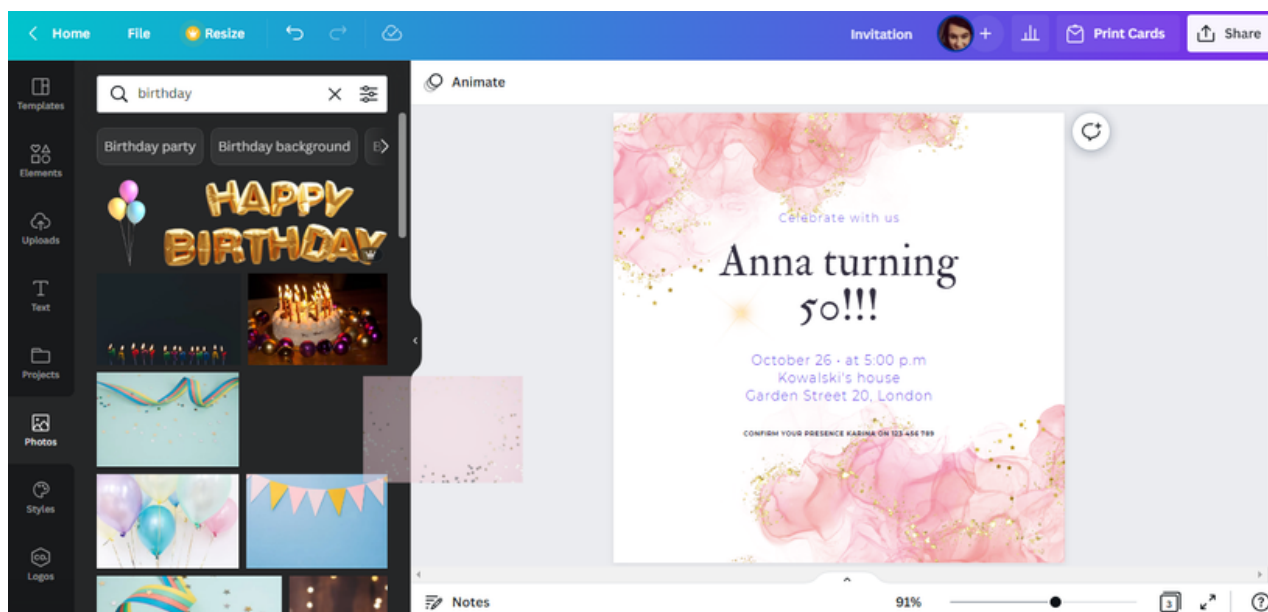 Home File Resize Invitation + Print Cards Share
Templates
Elements
Uploads
Text
Projects
Photos
Styles
CO.
Logos
birthday
Birthday party Birthday background
HAPPY
BIRTHDAY
Animate
Celebrate with us
Anna turning
50!!!
October 26 • at 5:00 p.m
Kowalski's house
Garden Street 20, London
CONFIRM YOUR PRESENCE KARINA ON 123-456 789
Notes 91% 3 ?